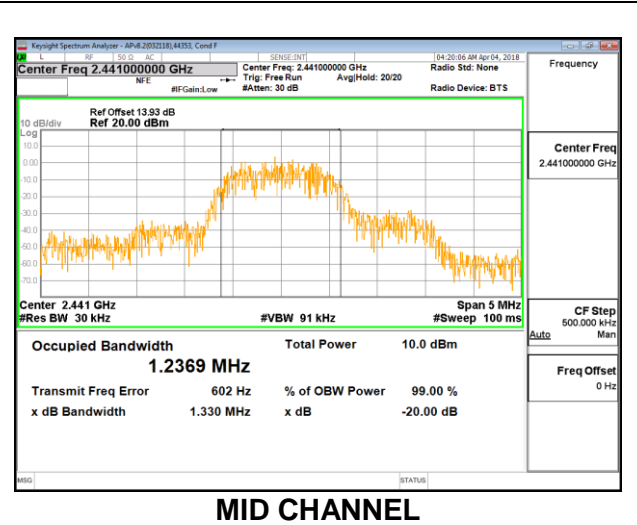 Keysight Spectrum Analyzer - APv8.2(032118),44353, Cond F
L RF 50 Ω AC SENSE:INT 04:20:06 AM Apr 04, 2018
Center Freq 2.441000000 GHz Center Freq: 2.441000000 GHz Radio Std: None Frequency
NFE Trig: Free Run Avg|Hold: 20/20
#IFGain:Low #Atten: 30 dB Radio Device: BTS
Ref Offset 13.93 dB
10 dB/div Ref 20.00 dBm
Log
10.0
0.00
-10.0
-20.0
-30.0
-40.0
-50.0
-60.0
-70.0
Center Freq
2.441000000 GHz
Center 2.441 GHz Span 5 MHz
#Res BW 30 kHz #VBW 91 kHz #Sweep 100 ms
CF Step
500.000 kHz
Auto Man
Occupied Bandwidth Total Power 10.0 dBm
1.2369 MHz
Freq Offset
0 Hz
Transmit Freq Error 602 Hz % of OBW Power 99.00 %
x dB Bandwidth 1.330 MHz x dB -20.00 dB
MSG STATUS
MID CHANNEL